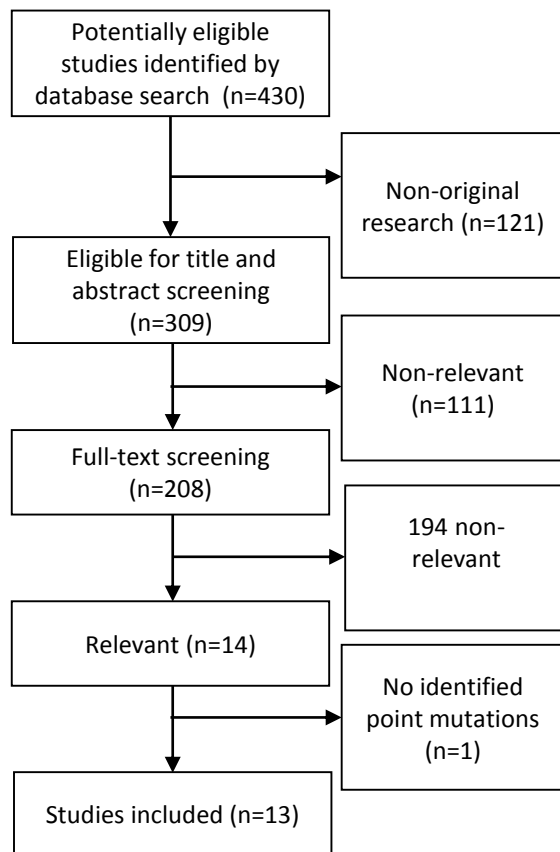 Potentially eligible
studies identified by
database search  (n=430)
Non-original
research (n=121)
Eligible for title and
abstract screening
(n=309)
Non-relevant
(n=111)
Full-text screening
(n=208)
194 non-
relevant
Relevant (n=14)
No identified
point mutations
(n=1)
Studies included (n=13)